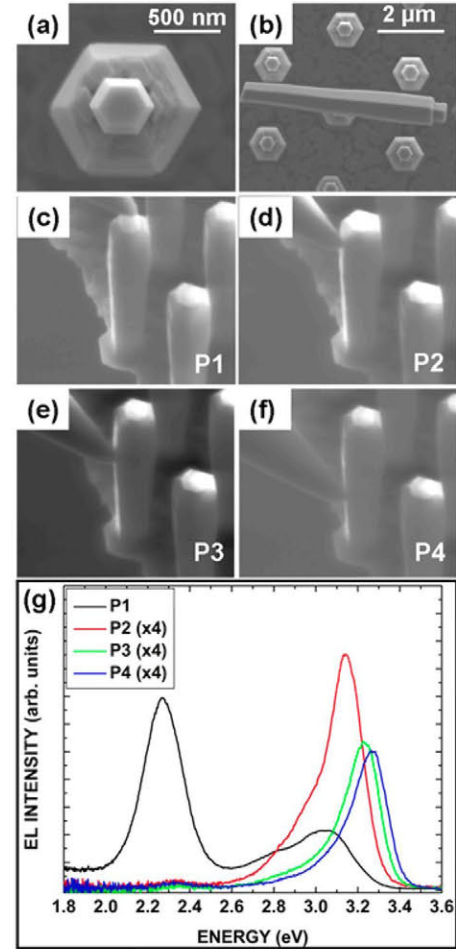 (a) 500 nm
(b) 2 µm
(c) P1
(d) P2
(e) P3
(f) P4
(g)
P1
P2 (x4)
P3 (x4)
P4 (x4)
EL INTENSITY (arb. units)
1.8 2.0 2.2 2.4 2.6 2.8 3.0 3.2 3.4 3.6
ENERGY (eV)